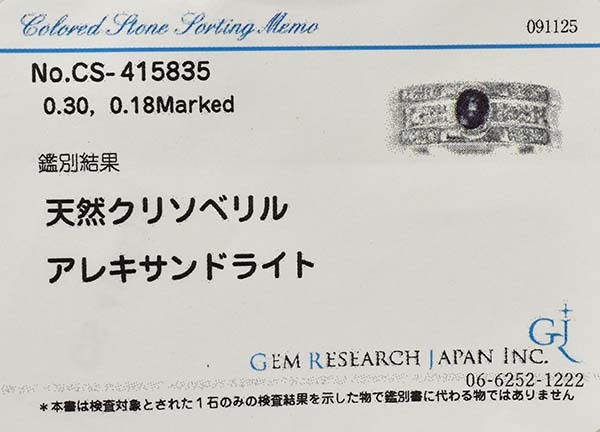 Colored Stone Sorting Memo
091125
No.CS-415835
0.30, 0.18Marked
鑑別結果
天然クリソベリル
アレキサンドライト
GJ
GEM RESEARCH JAPAN INC.
06-6252-1222
*本書は検査対象とされた1石のみの検査結果を示した物で鑑別書に代わる物ではありません